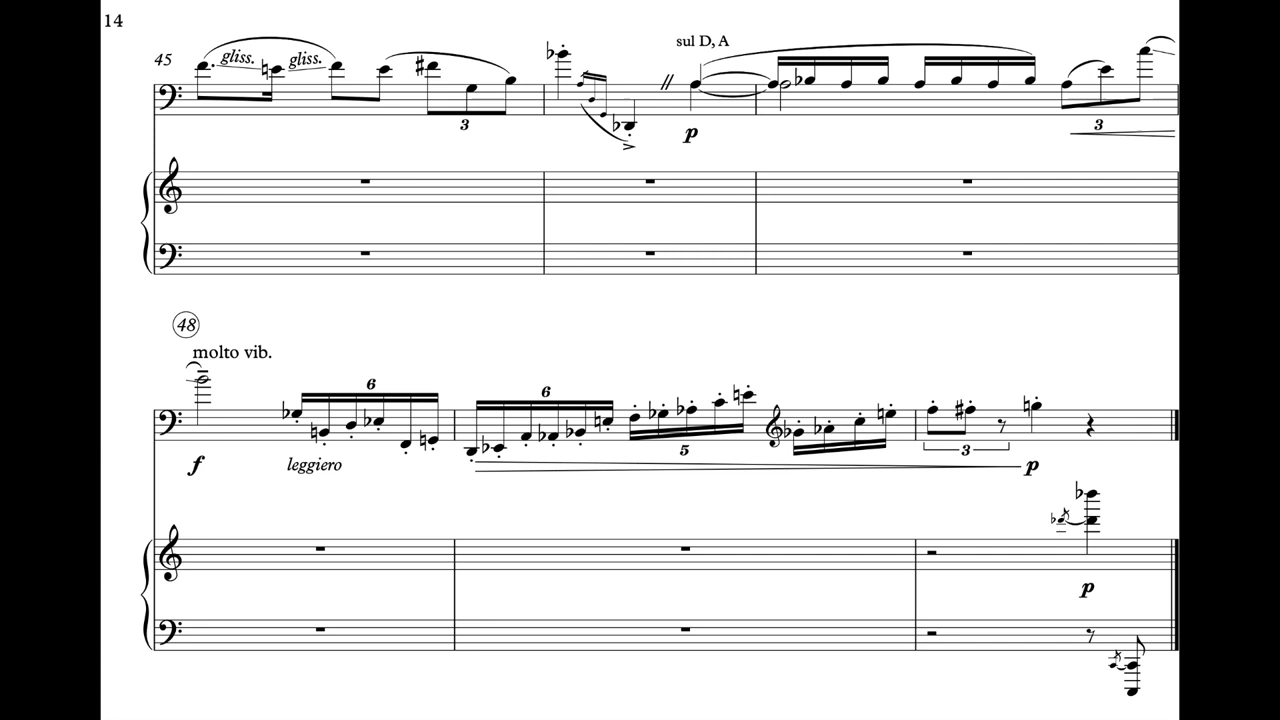 14
45
gliss.
gliss.
3
sul D, A
p
3
48
molto vib.
f
leggiero
6
6
5
3
p
p